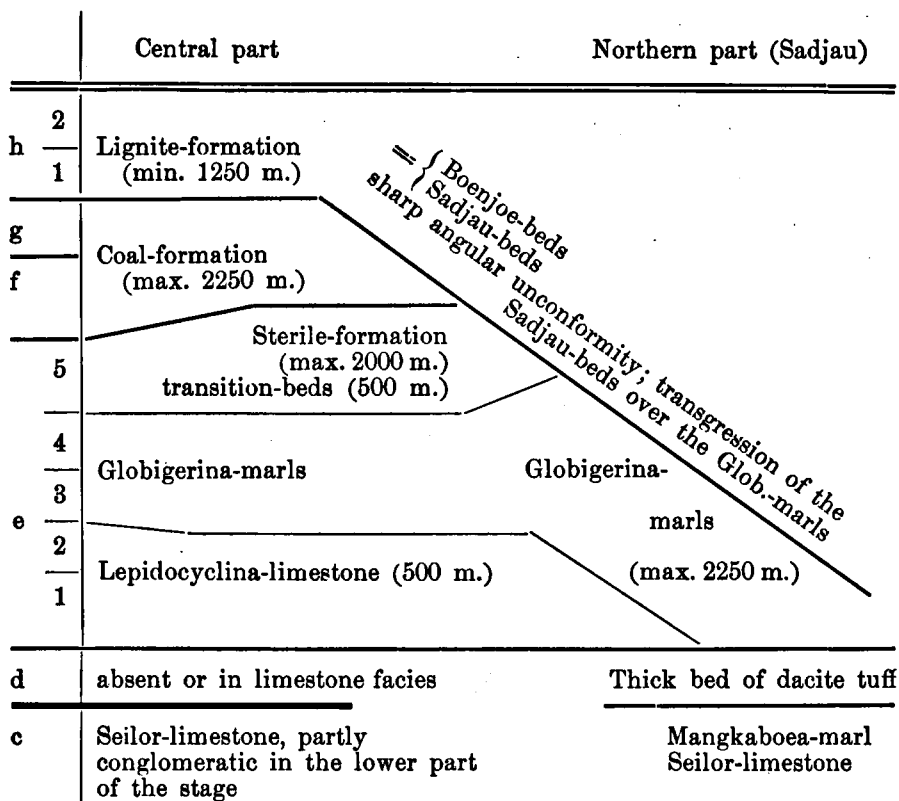 Central part Northern part (Sadjau)
h 2
1
Lignite-formation
(min. 1250 m.)
= { Boenjoe-beds
Sadjau-beds
sharp angular unconformity; transgression of the
Sadjau-beds over the Glob.-marls
g
f
Coal-formation
(max. 2250 m.)
5
Sterile-formation
(max. 2000 m.)
transition-beds (500 m.)
e
4
3
Globigerina-marls
Globigerina-
marls
(max. 2250 m.)
2
1
Lepidocyclina-limestone (500 m.)
d absent or in limestone facies Thick bed of dacite tuff
c Seilor-limestone, partly
conglomeratic in the lower part
of the stage
Mangkaboea-marl
Seilor-limestone